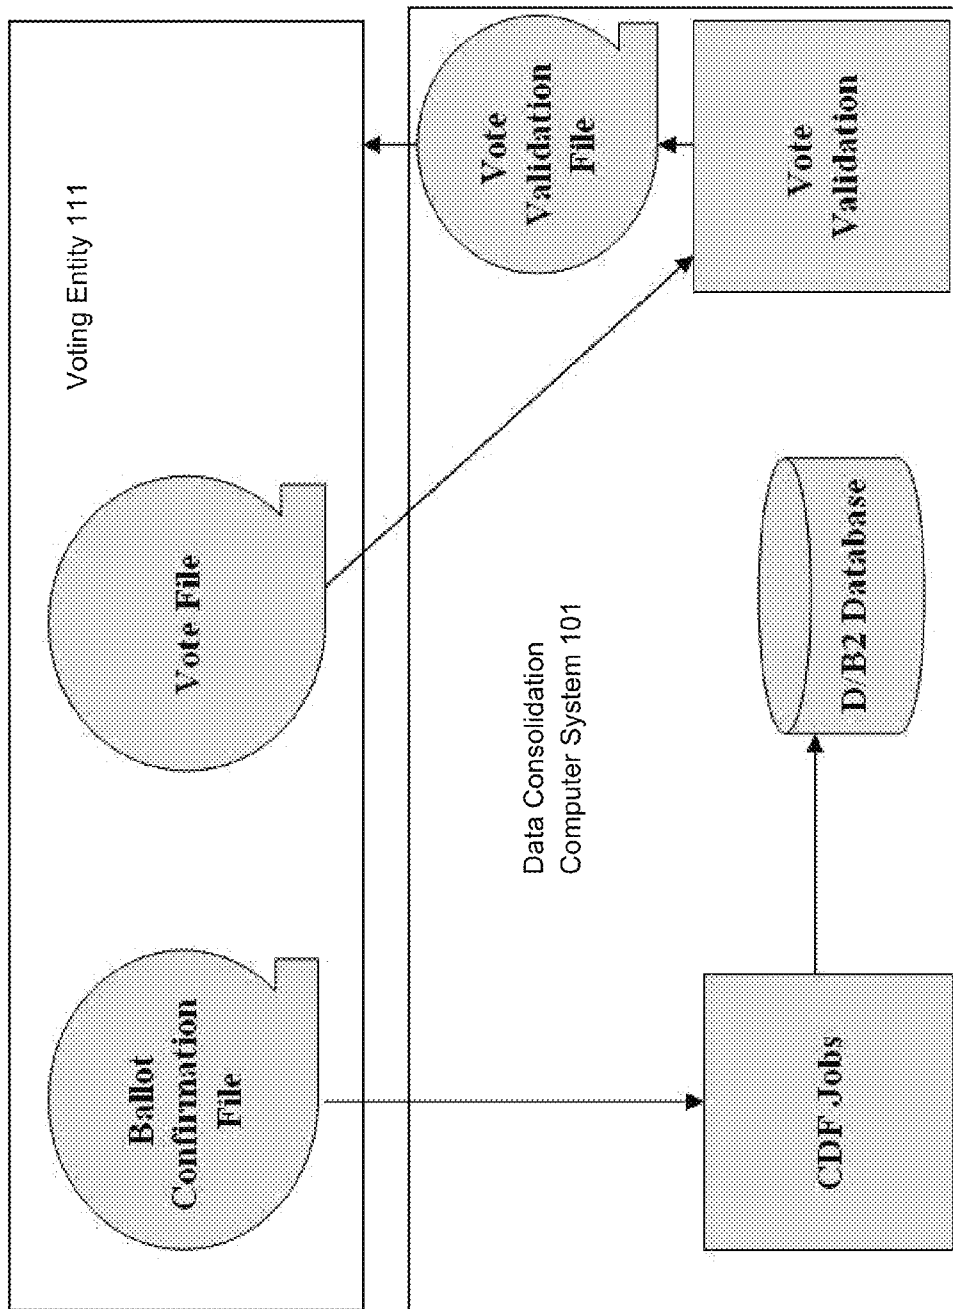 Voting Entity 111
Ballot
Confirmation
File
Vote File
Data Consolidation
Computer System 101
Vote
Validation
File
CDF Jobs
D/B2 Database
Vote
Validation